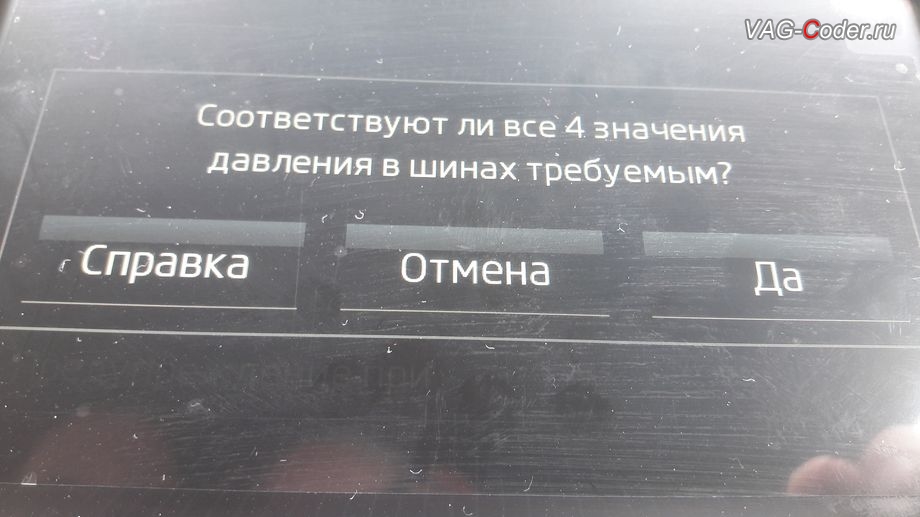 VAG-Coder.ru
Соответствуют ли все 4 значения
давления в шинах требуемым?
Справка
Отмена
Да